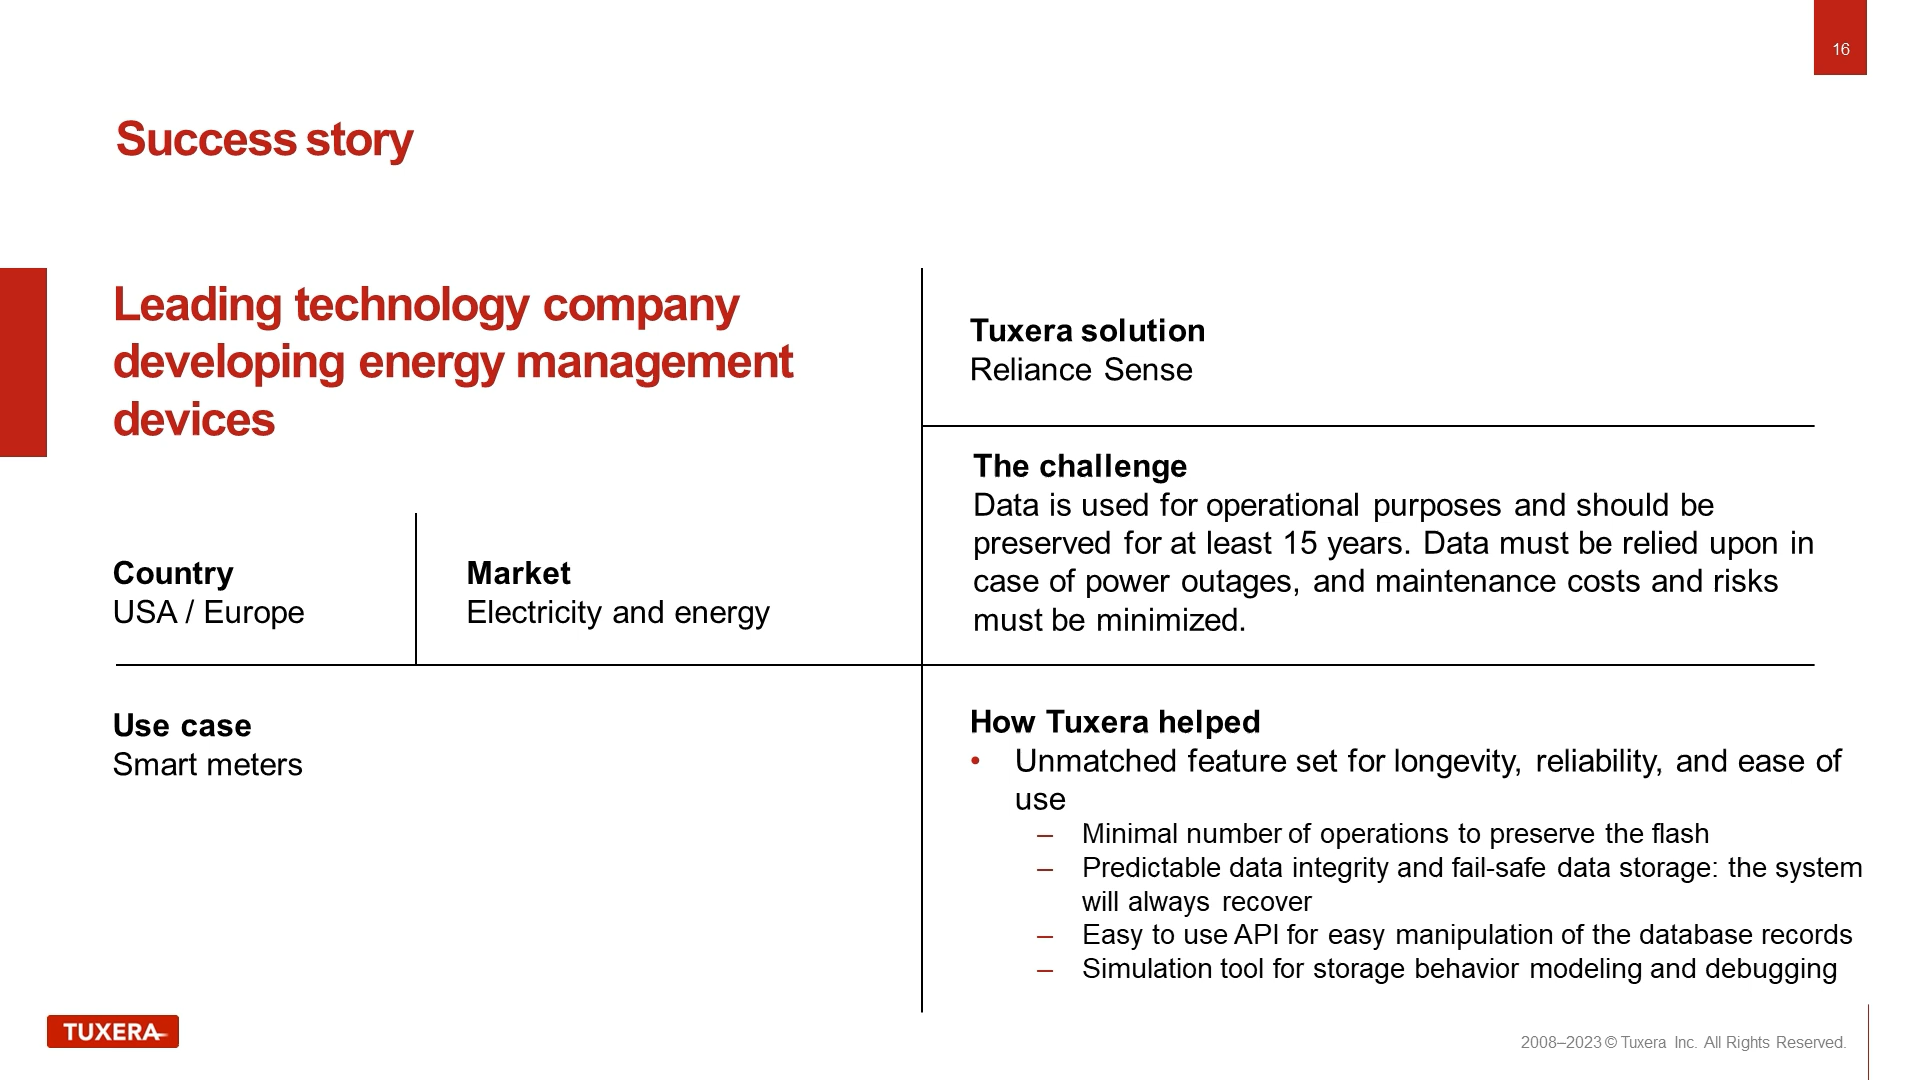 16
Success story
Leading technology company
developing energy management
devices
Country
USA / Europe
Market
Electricity and energy
Use case
Smart meters
Tuxera solution
Reliance Sense
The challenge
Data is used for operational purposes and should be
preserved for at least 15 years. Data must be relied upon in
case of power outages, and maintenance costs and risks
must be minimized.
How Tuxera helped
• Unmatched feature set for longevity, reliability, and ease of
use
– Minimal number of operations to preserve the flash
– Predictable data integrity and fail-safe data storage: the system
will always recover
– Easy to use API for easy manipulation of the database records
– Simulation tool for storage behavior modeling and debugging
TUXERA
2008–2023 © Tuxera Inc. All Rights Reserved.